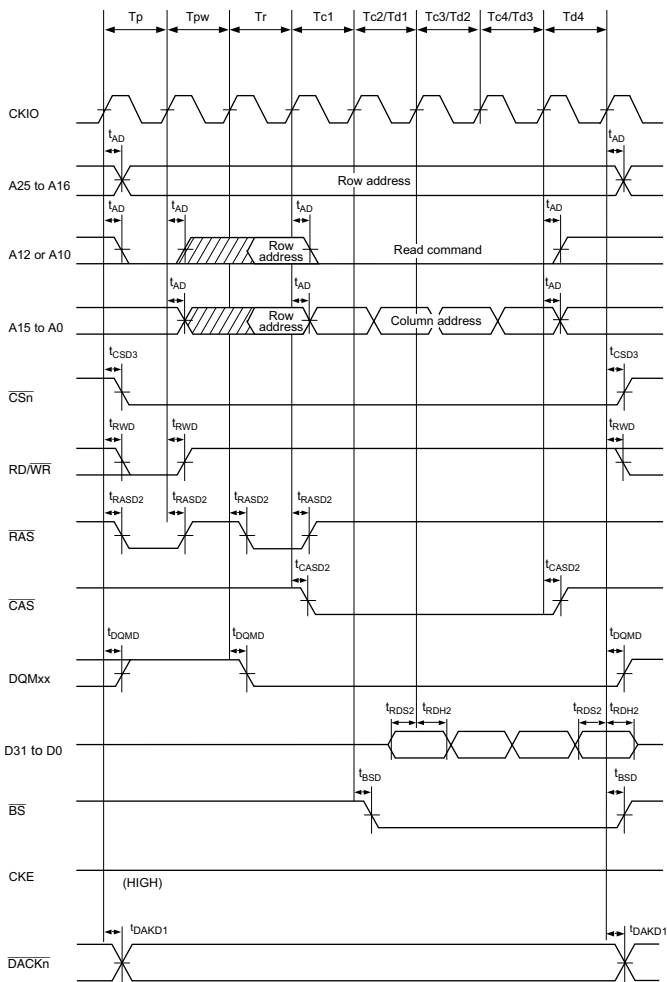 Tp Tpw Tr Tc1 Tc2/Td1 Tc3/Td2 Tc4/Td3 Td4
CKIO
tAD tAD
A25 to A16 Row address
tAD tAD tAD tAD
A12 or A10 Row address Read command
tAD tAD tAD
A15 to A0 Row address Column address
tCSD3 tCSD3
CSn
tRWD tRWD tRWD
RD/WR
tRASD2 tRASD2 tRASD2 tRASD2
RAS
tCASD2 tCASD2
CAS
tDQMD tDQMD tDQMD
DQMxx
tRDS2 tRDH2 tRDS2 tRDH2
D31 to D0
tBSD tBSD
BS
CKE
(HIGH)
tDAKD1 tDAKD1
DACKn